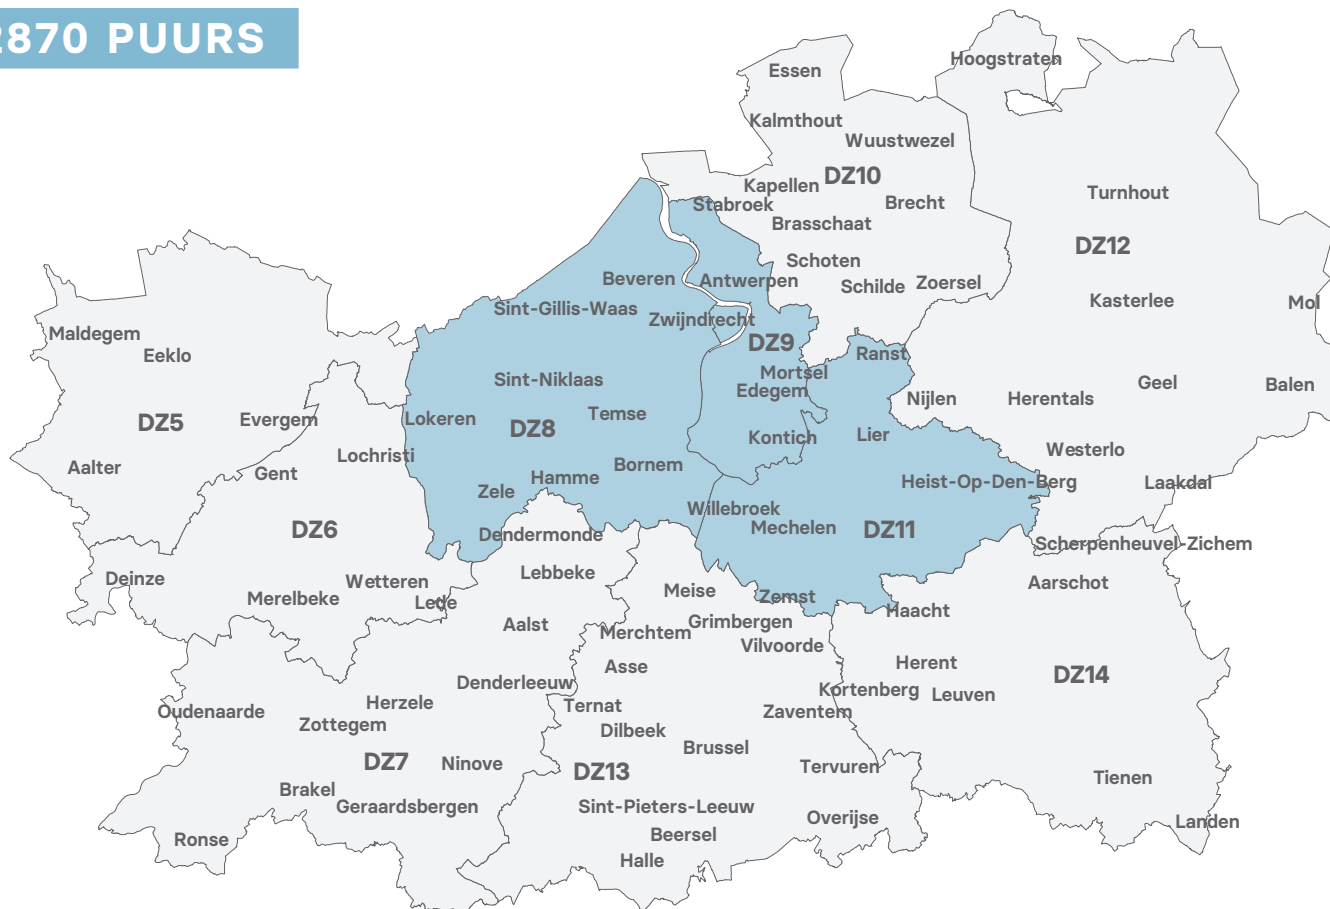 2870 PUURS
Hoogstraten
Essen
Kalmthout
Wuustwezel
DZ10
Kapellen
Turnhout
Stabroek
Brecht
Brasschaat
DZ12
Schoten
Beveren
Antwerpen
Schilde
Zoersel
Kasterlee
Mol
Sint-Gillis-Waas
Zwijndrecht
Maldegem
DZ9
Eeklo
Ranst
Mortsel
Sint-Niklaas
Edegem
Geel
Balen
Nijlen
Herentals
Temse
Evergem
Lokeren
DZ5
DZ8
Kontich
Lier
Westerlo
Lochristi
Aalter
Gent
Bornem
Hamme
Zele
Heist-Op-Den-Berg
Laakdal
Willebroek
DZ6
Mechelen
DZ11
Dendermonde
Scherpenheuvel-Zichem
Deinze
Lebbeke
Wetteren
Aarschot
Meise
Merelbeke
Lede
Zemst
Haacht
Aalst
Grimbergen
Merchtem
Vilvoorde
Asse
Herent
DZ14
Denderleeuw
Kortenberg
Leuven
Herzele
Ternat
Oudenaarde
Zaventem
Zottegem
Dilbeek
Brussel
DZ7
Ninove
DZ13
Tervuren
Tienen
Brakel
Geraardsbergen
Sint-Pieters-Leeuw
Overijse
Landen
Ronse
Beersel
Halle